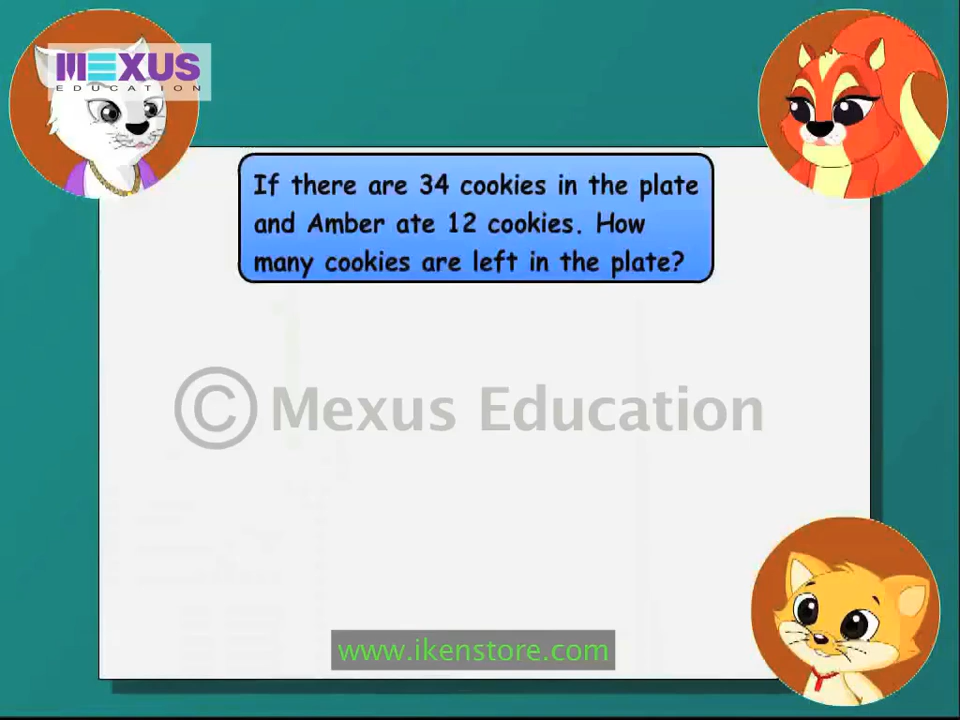 MEXUS
EDUCATION
If there are 34 cookies in the plate
and Amber ate 12 cookies. How
many cookies are left in the plate?
© Mexus Education
www.ikenstore.com